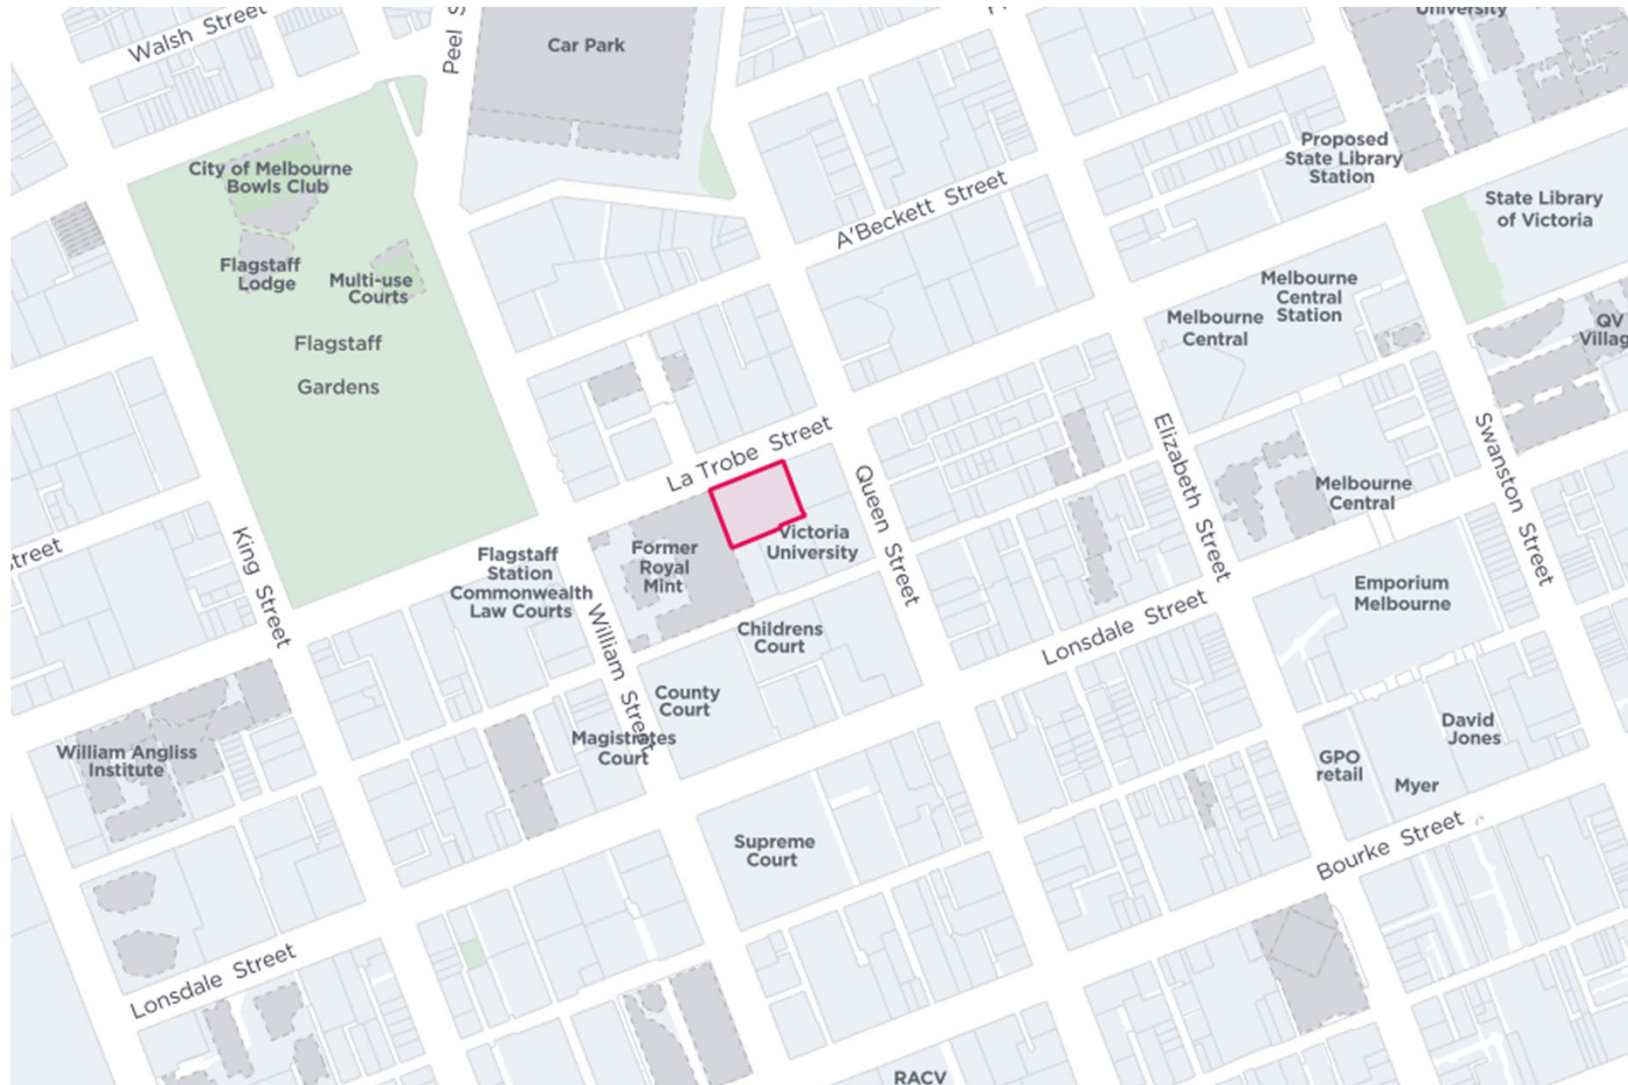 Walsh Street
Peel S
Car Park
University
City of Melbourne
Bowls Club
Proposed
State Library
Station
State Library
of Victoria
A'Beckett Street
Flagstaff
Lodge
Multi-use
Courts
Melbourne
Central
Station
Melbourne
Central
QV
Villag
Flagstaff
Gardens
La Trobe Street
Elizabeth Street
Swanston Street
Queen Street
Melbourne
Central
King Street
treet
Flagstaff
Station
Commonwealth
Law Courts
Former
Royal
Mint
Victoria
University
Emporium
Melbourne
William Street
Childrens
Court
Lonsdale Street
County
Court
Magistrates
Court
William Angliss
Institute
David
Jones
GPO
retail
Myer
Supreme
Court
Bourke Street
Lonsdale Street
RACV